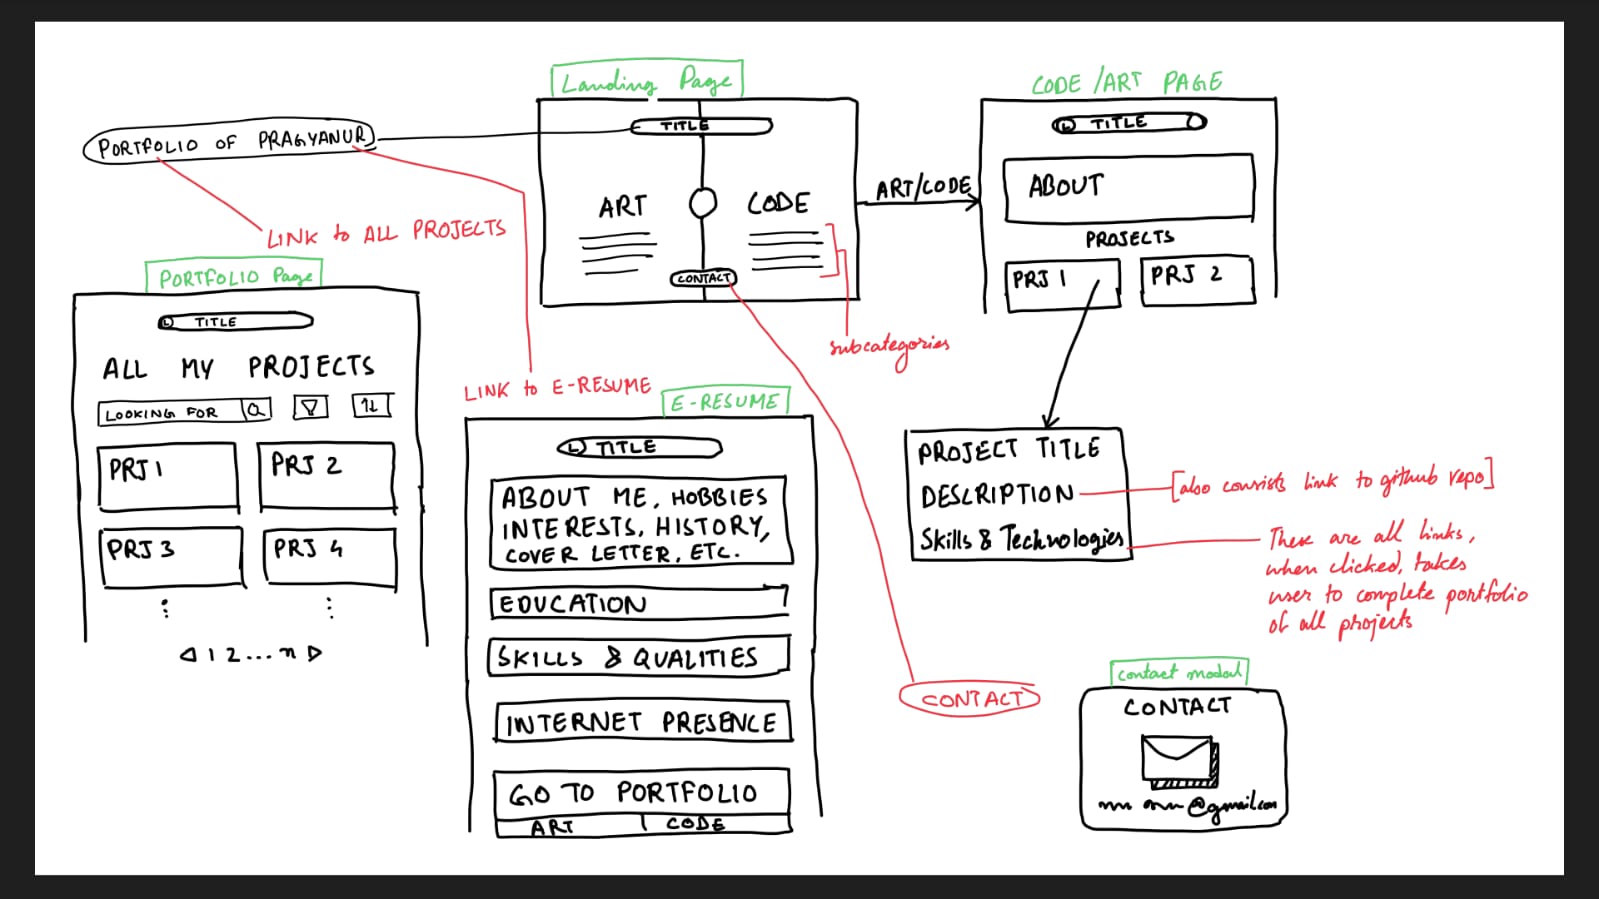 Landing Page
CODE /ART PAGE
PORTFOLIO OF PRAGYANUR
TITLE
ART
CODE
CONTACT
ART/CODE
TITLE
ABOUT
PROJECTS
PRJ 1
PRJ 2
LINK to ALL PROJECTS
subcategories
PORTFOLIO Page
L TITLE
ALL MY PROJECTS
LOOKING FOR
PRJ 1
PRJ 2
PRJ 3
PRJ 4
1 2 ... n
LINK to E-RESUME
E-RESUME
L TITLE
ABOUT ME, HOBBIES
INTERESTS, HISTORY,
COVER LETTER, ETC.
EDUCATION
SKILLS & QUALITIES
INTERNET PRESENCE
GO TO PORTFOLIO
ART
CODE
PROJECT TITLE
DESCRIPTION
Skills & Technologies
[also consists link to github repo]
These are all links,
when clicked, takes
user to complete portfolio
of all projects
CONTACT
contact modal
CONTACT
@gmail.com